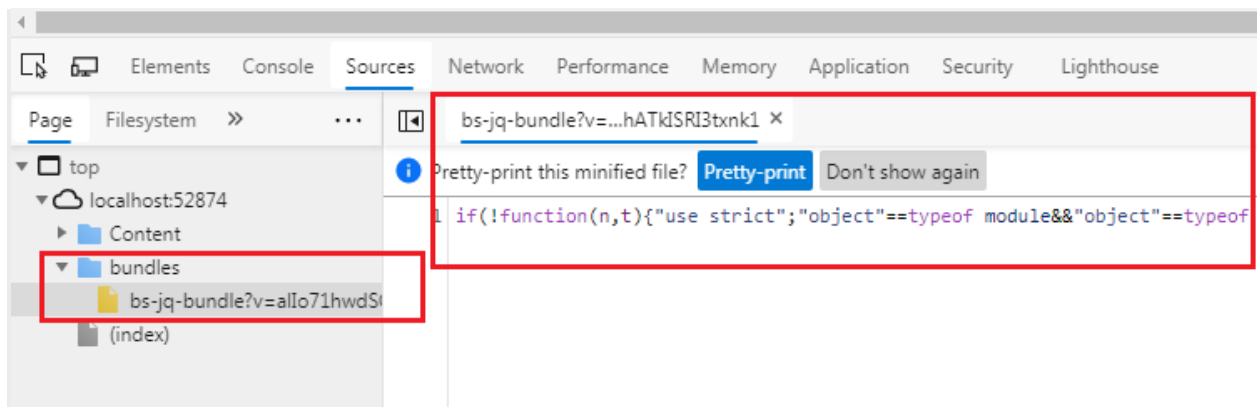 Elements Console Sources Network Performance Memory Application Security Lighthouse
Page Filesystem » ...
bs-jq-bundle?v=...hATkISRI3txnk1 ×
top
Pretty-print this minified file? Pretty-print Don't show again
localhost:52874
1 if(!function(n,t){"use strict";"object"==typeof module&&"object"==typeof
Content
bundles
bs-jq-bundle?v=alIo71hwdS
(index)